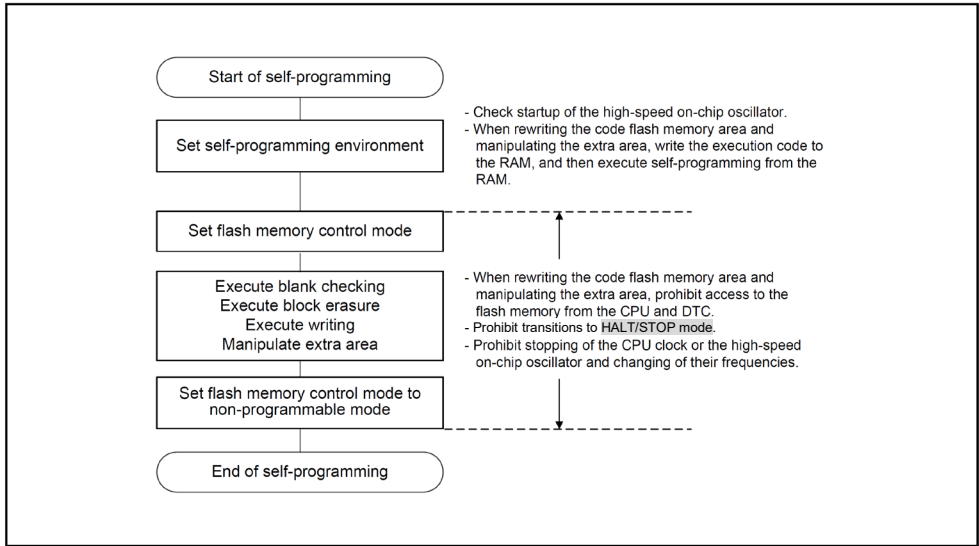 Start of self-programming
- Check startup of the high-speed on-chip oscillator.
- When rewriting the code flash memory area and
manipulating the extra area, write the execution code to
the RAM, and then execute self-programming from the
RAM.
Set self-programming environment
Set flash memory control mode
Execute blank checking
Execute block erasure
Execute writing
Manipulate extra area
- When rewriting the code flash memory area and
manipulating the extra area, prohibit access to the
flash memory from the CPU and DTC.
- Prohibit transitions to HALT/STOP mode.
- Prohibit stopping of the CPU clock or the high-speed
on-chip oscillator and changing of their frequencies.
Set flash memory control mode to
non-programmable mode
End of self-programming